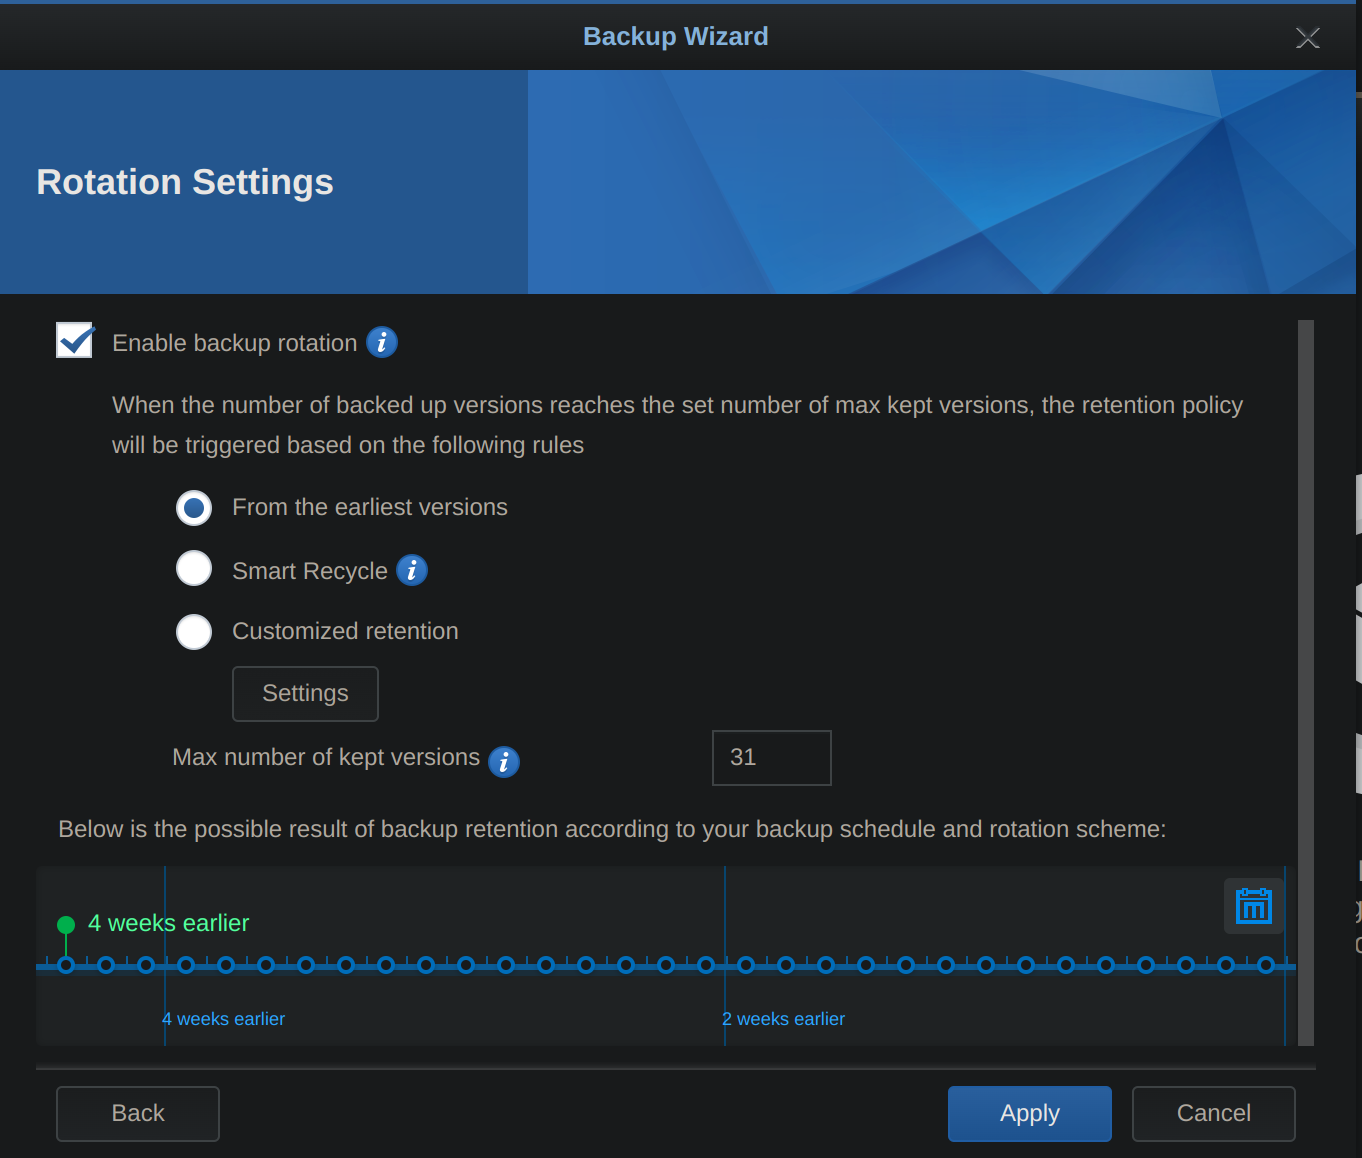 Backup Wizard
Rotation Settings
Enable backup rotation
When the number of backed up versions reaches the set number of max kept versions, the retention policy
will be triggered based on the following rules
From the earliest versions
Smart Recycle
Customized retention
Settings
Max number of kept versions
31
Below is the possible result of backup retention according to your backup schedule and rotation scheme:
4 weeks earlier
4 weeks earlier
2 weeks earlier
Back
Apply
Cancel